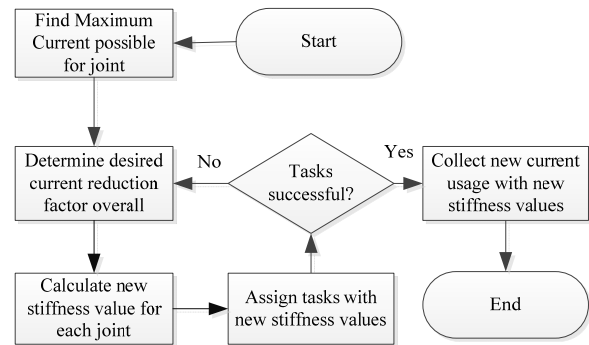 Start
Find Maximum
Current possible
for joint
Determine desired
current reduction
factor overall
Calculate new
stiffness value for
each joint
Assign tasks with
new stiffness values
Tasks
successful?
No
Yes
Collect new current
usage with new
stiffness values
End